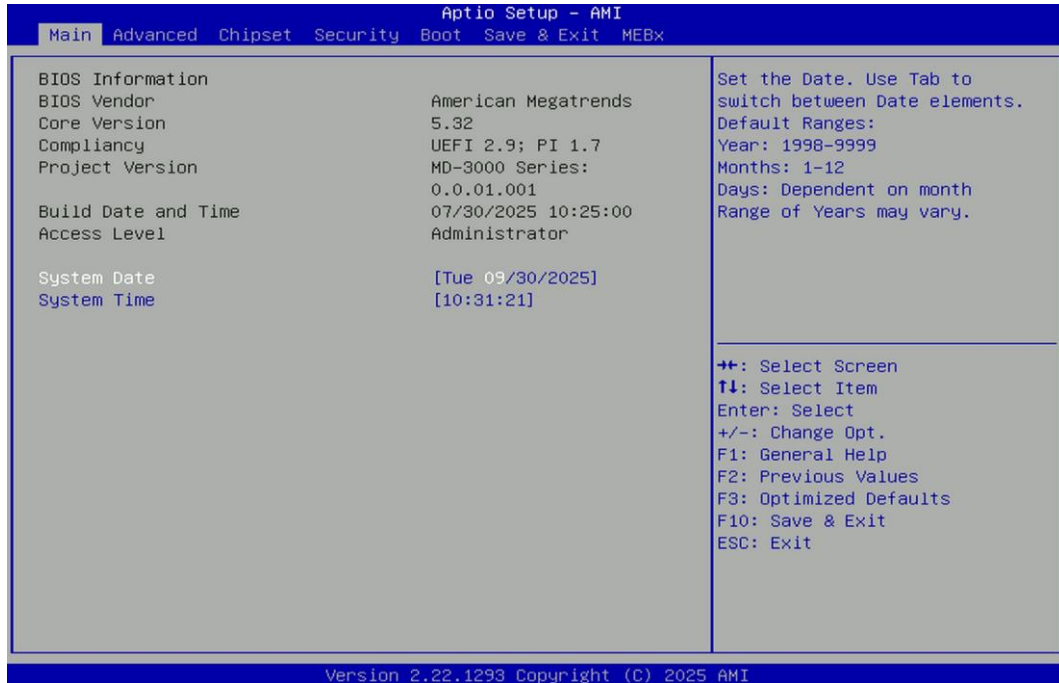 Aptio Setup – AMI
Main Advanced Chipset Security Boot Save & Exit MEBx
BIOS Information
BIOS Vendor American Megatrends
Core Version 5.32
Compliancy UEFI 2.9; PI 1.7
Project Version MD-3000 Series:
0.0.01.001
Build Date and Time 07/30/2025 10:25:00
Access Level Administrator
System Date [Tue 09/30/2025]
System Time [10:31:21]
Set the Date. Use Tab to
switch between Date elements.
Default Ranges:
Year: 1998-9999
Months: 1-12
Days: Dependent on month
Range of Years may vary.
→←: Select Screen
↑↓: Select Item
Enter: Select
+/-: Change Opt.
F1: General Help
F2: Previous Values
F3: Optimized Defaults
F10: Save & Exit
ESC: Exit
Version 2.22.1293 Copyright (C) 2025 AMI